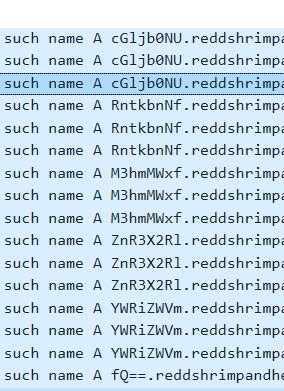 such name A cGljb0NU.reddshrimpa
such name A cGljb0NU.reddshrimpa
such name A cGljb0NU.reddshrimpa
such name A RntkbnNf.reddshrimpa
such name A RntkbnNf.reddshrimpa
such name A RntkbnNf.reddshrimpa
such name A M3hmMWxf.reddshrimpa
such name A M3hmMWxf.reddshrimpa
such name A M3hmMWxf.reddshrimpa
such name A ZnR3X2Rl.reddshrimpa
such name A ZnR3X2Rl.reddshrimpa
such name A ZnR3X2Rl.reddshrimpa
such name A YWRiZWVm.reddshrimpa
such name A YWRiZWVm.reddshrimpa
such name A YWRiZWVm.reddshrimpa
such name A fQ==.reddshrimpandhe